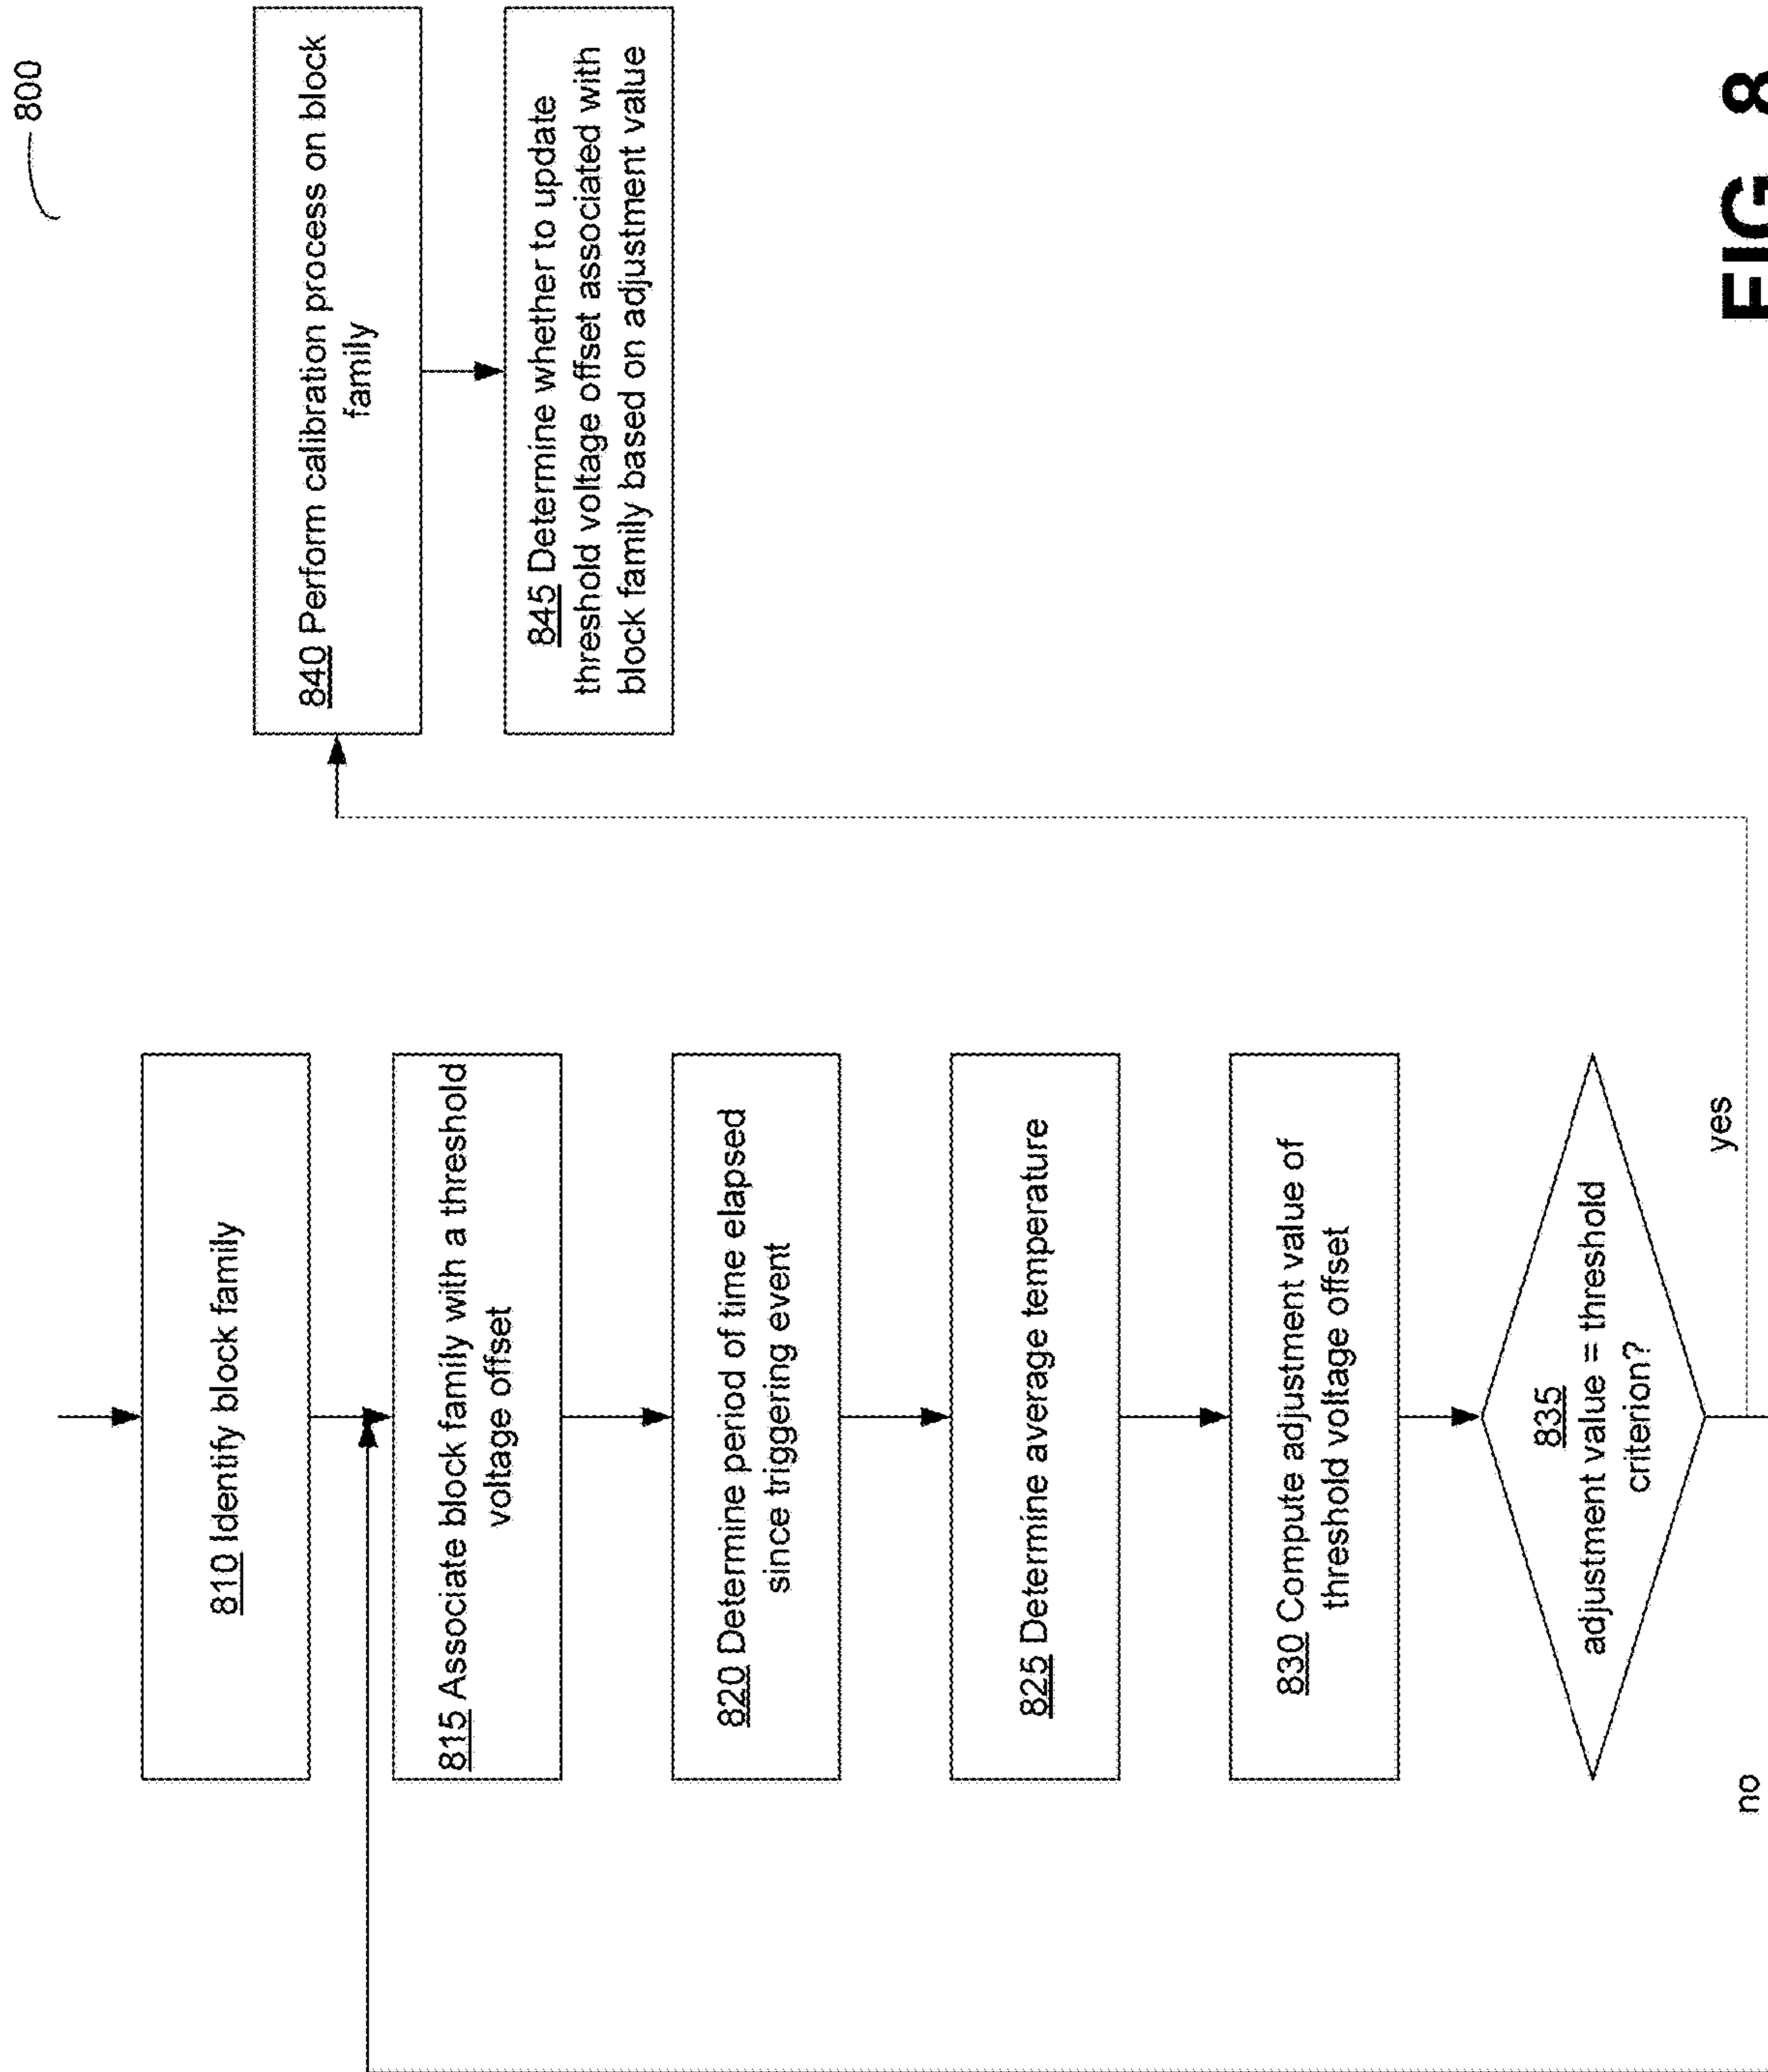 800
810 Identify block family
815 Associate block family with a threshold
voltage offset
820 Determine period of time elapsed
since triggering event
825 Determine average temperature
830 Compute adjustment value of
threshold voltage offset
835
adjustment value = threshold
criterion?
no
yes
840 Perform calibration process on block
family
845 Determine whether to update
threshold voltage offset associated with
block family based on adjustment value
FIG. 8